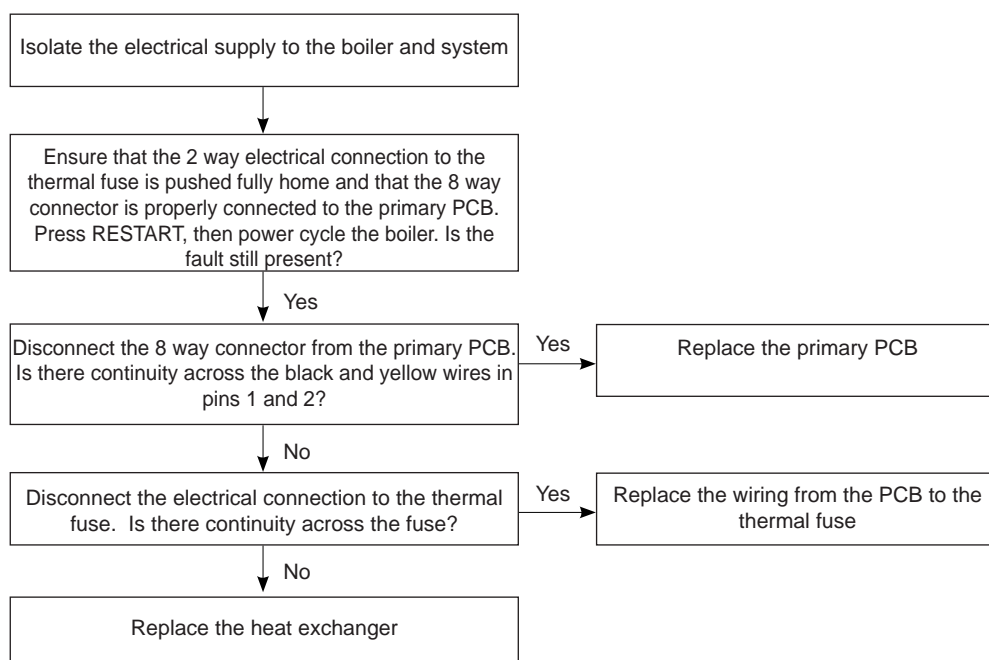 Isolate the electrical supply to the boiler and system
Ensure that the 2 way electrical connection to the
thermal fuse is pushed fully home and that the 8 way
connector is properly connected to the primary PCB.
Press RESTART, then power cycle the boiler. Is the
fault still present?
Yes
Disconnect the 8 way connector from the primary PCB.
Is there continuity across the black and yellow wires in
pins 1 and 2?
Yes
Replace the primary PCB
No
Disconnect the electrical connection to the thermal
fuse. Is there continuity across the fuse?
Yes
Replace the wiring from the PCB to the
thermal fuse
No
Replace the heat exchanger